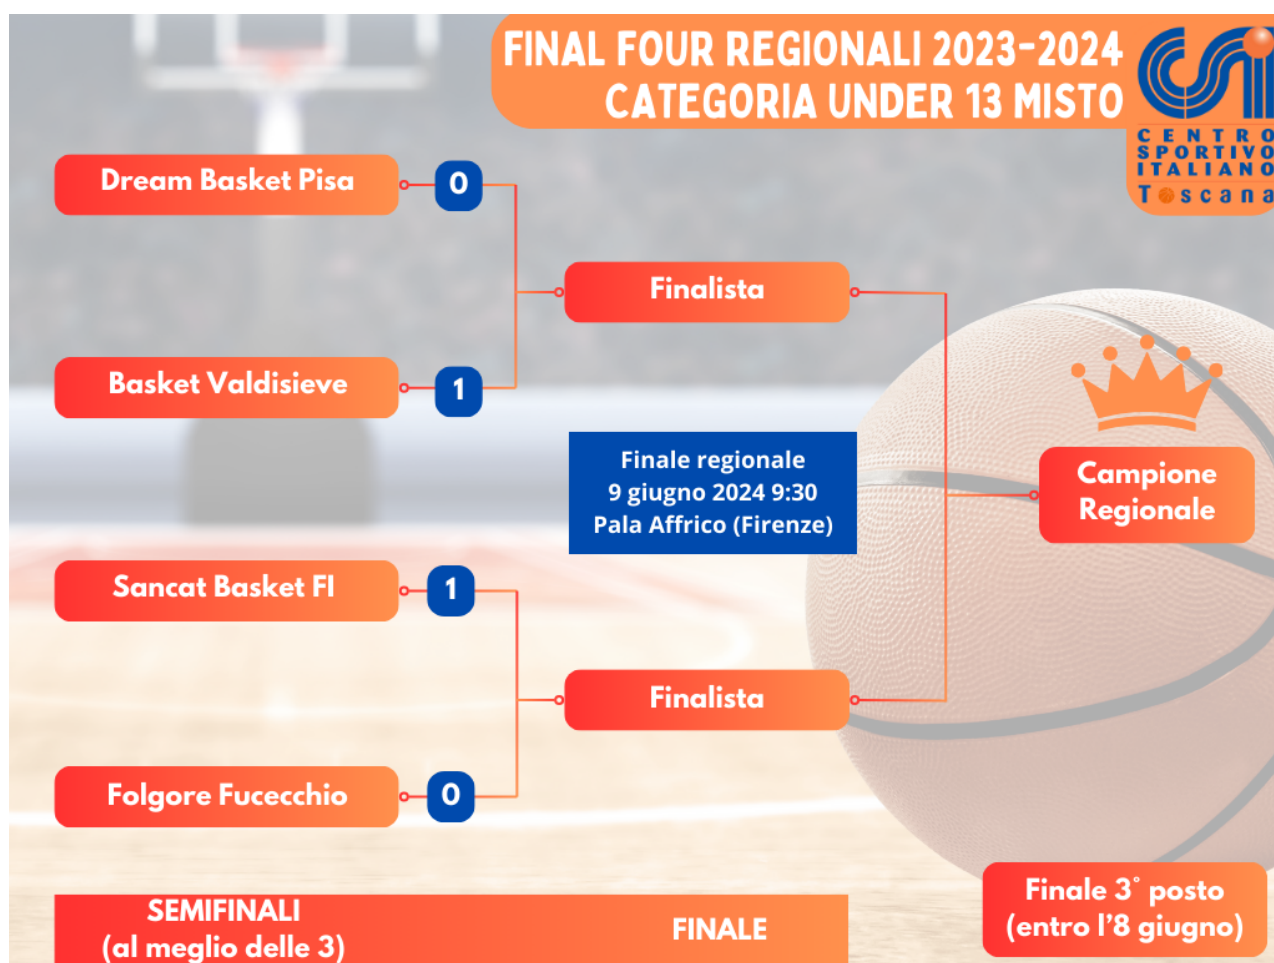 FINAL FOUR REGIONALI 2023-2024
CATEGORIA UNDER 13 MISTO
CSI
CENTRO
SPORTIVO
ITALIANO
Toscana
Dream Basket Pisa
0
Finalista
Basket Valdisieve
1
Finale regionale
9 giugno 2024 9:30
Pala Affrico (Firenze)
Campione
Regionale
Sancat Basket FI
1
Finalista
Folgore Fucecchio
0
SEMIFINALI
(al meglio delle 3)
FINALE
Finale 3° posto
(entro l'8 giugno)